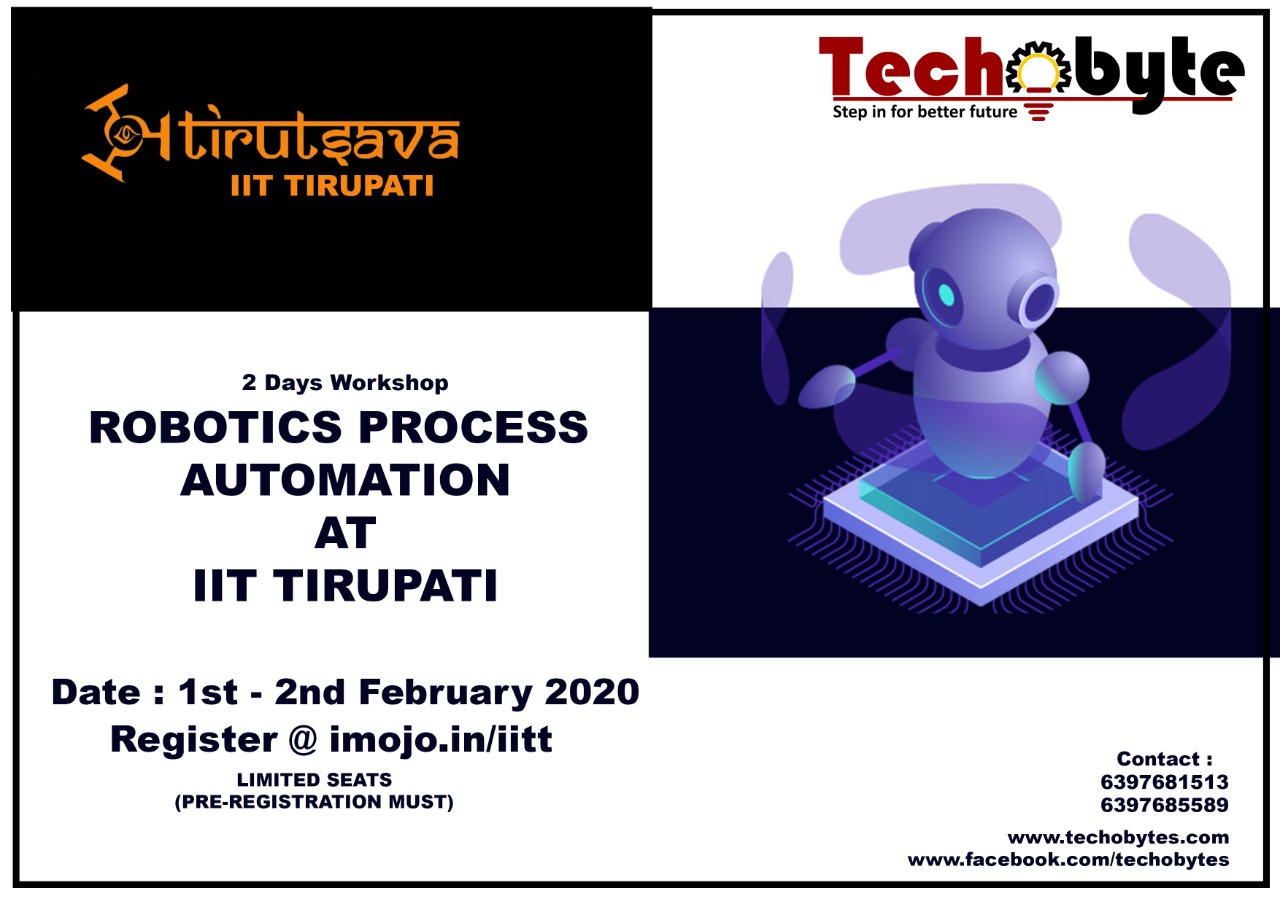 tirutsava
IIT TIRUPATI
Techobyte
Step in for better future
2 Days Workshop
ROBOTICS PROCESS
AUTOMATION
AT
IIT TIRUPATI
Date : 1st - 2nd February 2020
Register @ imojo.in/iitt
LIMITED SEATS
(PRE-REGISTRATION MUST)
Contact :
6397681513
6397685589
www.techobytes.com
www.facebook.com/techobytes